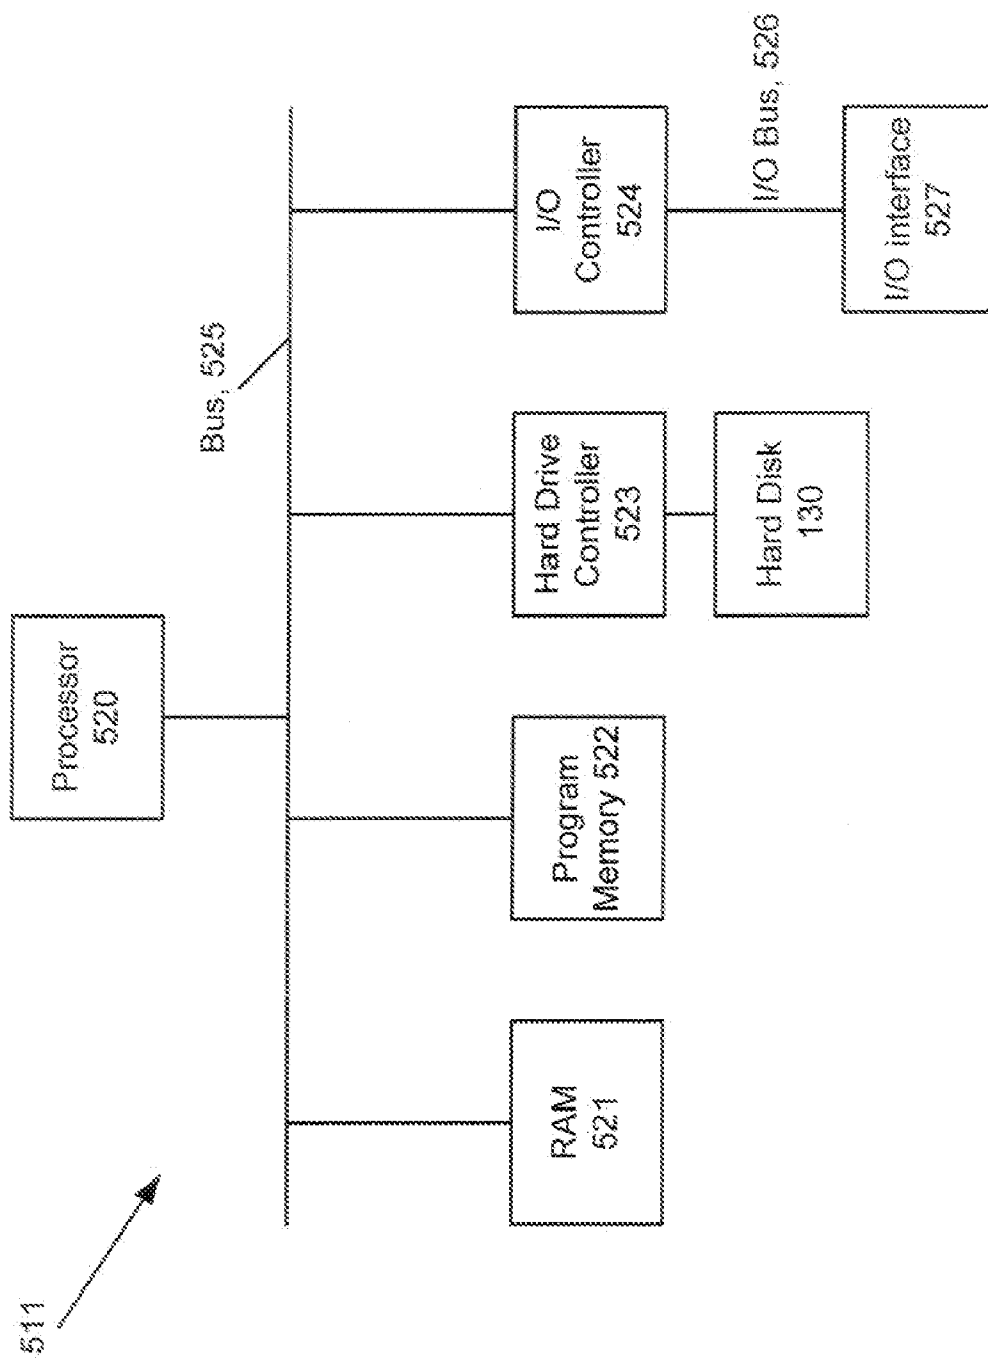 511
Processor
520
Bus, 525
RAM
521
Program
Memory 522
Hard Drive
Controller
523
I/O
Controller
524
Hard Disk
130
I/O Bus, 526
I/O interface
527